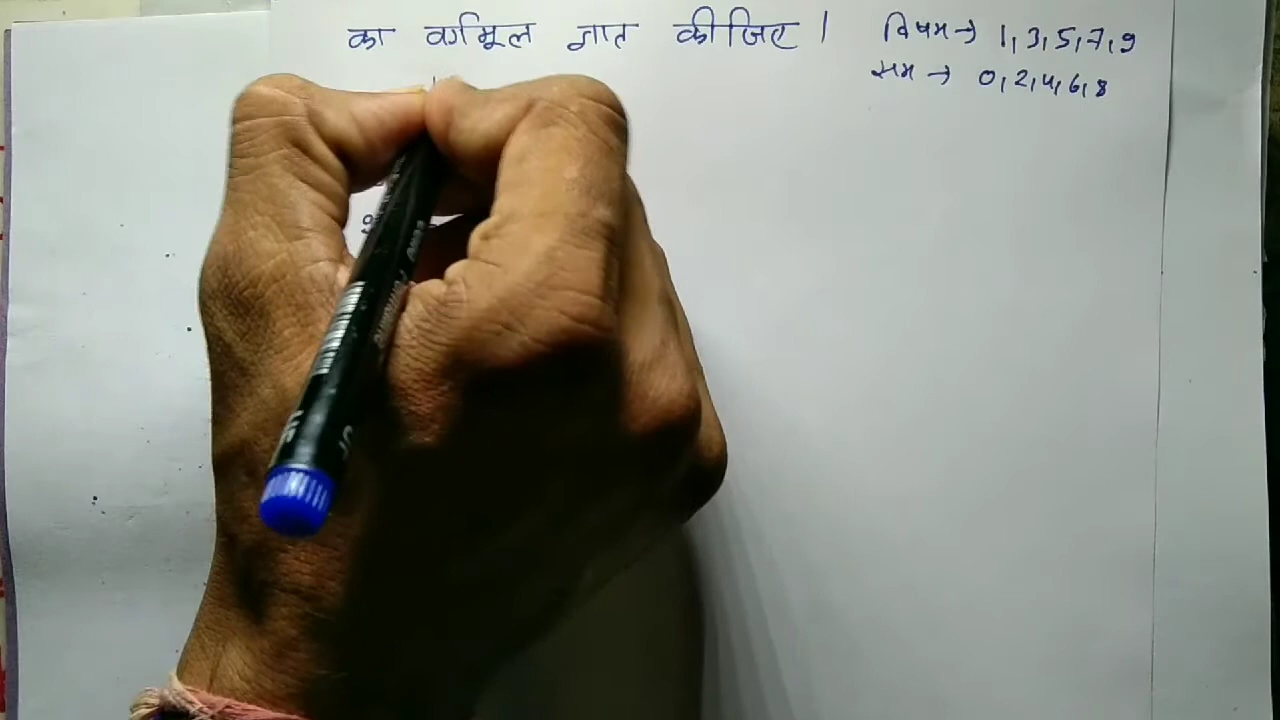 का वर्गमूल ज्ञात कीजिए । विषम → 1, 3, 5, 7, 9
सम → 0, 2, 4, 6, 8